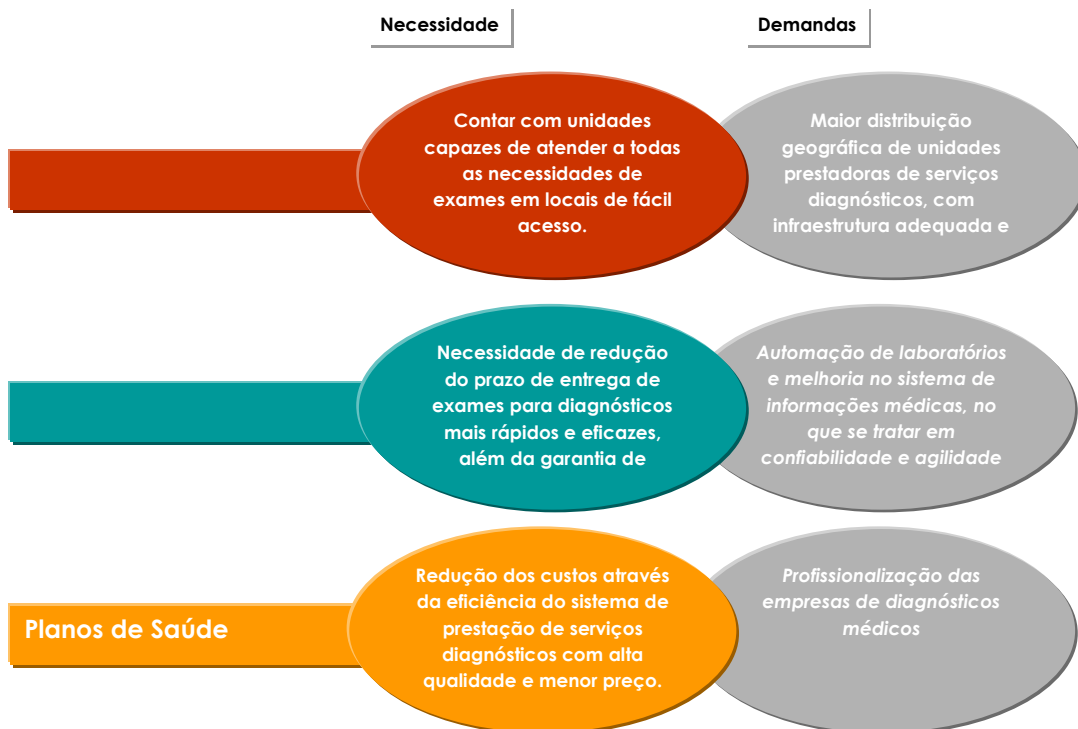 Necessidade
Demandas
Contar com unidades
capazes de atender a todas
as necessidades de
exames em locais de fácil
acesso.
Maior distribuição
geográfica de unidades
prestadoras de serviços
diagnósticos, com
infraestrutura adequada e
Necessidade de redução
do prazo de entrega de
exames para diagnósticos
mais rápidos e eficazes,
além da garantia de
Automação de laboratórios
e melhoria no sistema de
informações médicas, no
que se tratar em
confiabilidade e agilidade
Planos de Saúde
Redução dos custos através
da eficiência do sistema de
prestação de serviços
diagnósticos com alta
qualidade e menor preço.
Profissionalização das
empresas de diagnósticos
médicos